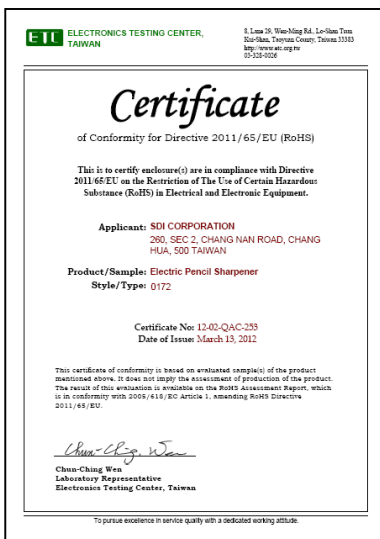 ETC ELECTRONICS TESTING CENTER,
TAIWAN
8, Lane 29, Wen-Ming Rd., Lo-Shan Tsun
Kui-Shan, Taoyuan County, Taiwan 33383
http://www.etc.org.tw
03-328-0026
Certificate
of Conformity for Directive 2011/65/EU (RoHS)
This is to certify enclosure(s) are in compliance with Directive
2011/65/EU on the Restriction of The Use of Certain Hazardous
Substance (RoHS) in Electrical and Electronic Equipment.
Applicant: SDI CORPORATION
260, SEC 2, CHANG NAN ROAD, CHANG
HUA, 500 TAIWAN
Product/Sample: Electric Pencil Sharpener
Style/Type: 0172
Certificate No: 12-02-QAC-253
Date of Issue: March 13, 2012
This certificate of conformity is based on evaluated sample(s) of the product
mentioned above. It does not imply the assessment of production of the product.
The result of this evaluation is available on the RoHS Assessment Report, which
is in conformity with 2005/618/EC Article 1, amending RoHS Directive
2011/65/EU.
Chun-Ching, Wen
Chun-Ching Wen
Laboratory Representative
Electronics Testing Center, Taiwan
To pursue excellence in service quality with a dedicated working attitude.